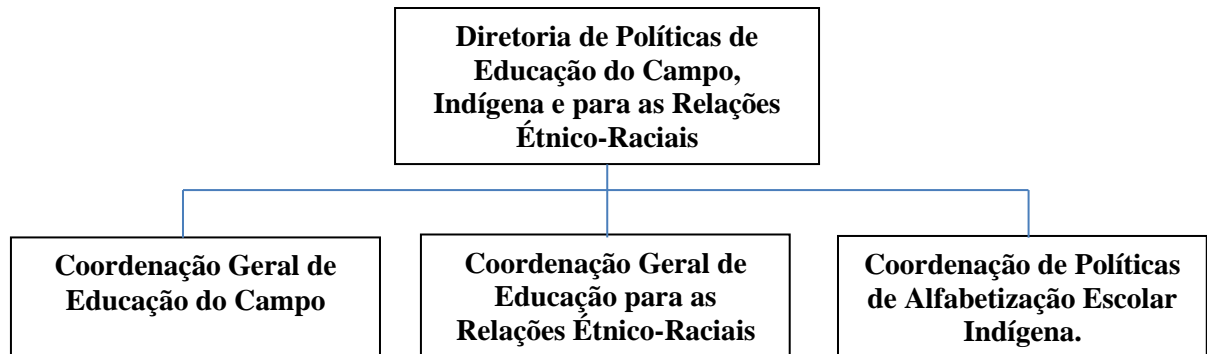 Diretoria de Políticas de
Educação do Campo,
Indígena e para as Relações
Étnico-Raciais
Coordenação Geral de
Educação do Campo
Coordenação Geral de
Educação para as
Relações Étnico-Raciais
Coordenação de Políticas
de Alfabetização Escolar
Indígena.